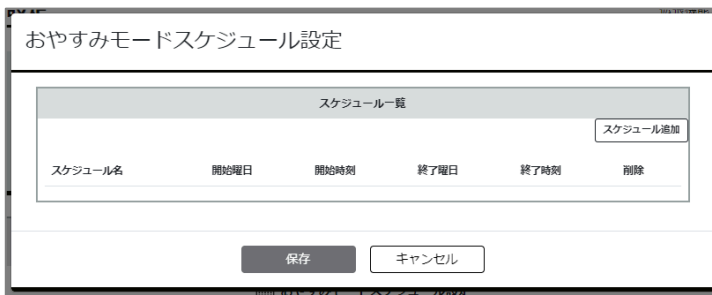 おやすみモードスケジュール設定
スケジュール一覧
スケジュール追加
スケジュール名 開始曜日 開始時刻 終了曜日 終了時刻 削除
保存 キャンセル